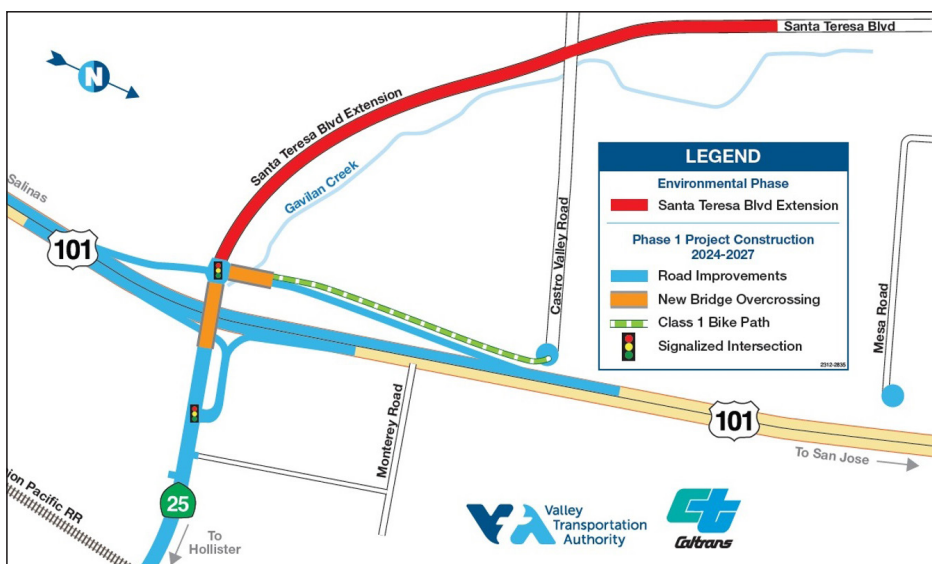 Santa Teresa Blvd
N
Santa Teresa Blvd Extension
Gavilan Creek
Salinas
101
Castro Valley Road
LEGEND
Environmental Phase
Santa Teresa Blvd Extension
Phase 1 Project Construction
2024-2027
Road Improvements
New Bridge Overcrossing
Class 1 Bike Path
Signalized Intersection
2312-2835
Mesa Road
Monterey Road
101
To San Jose
ion Pacific RR
25
To
Hollister
VTA
Valley
Transportation
Authority
ct
Caltrans